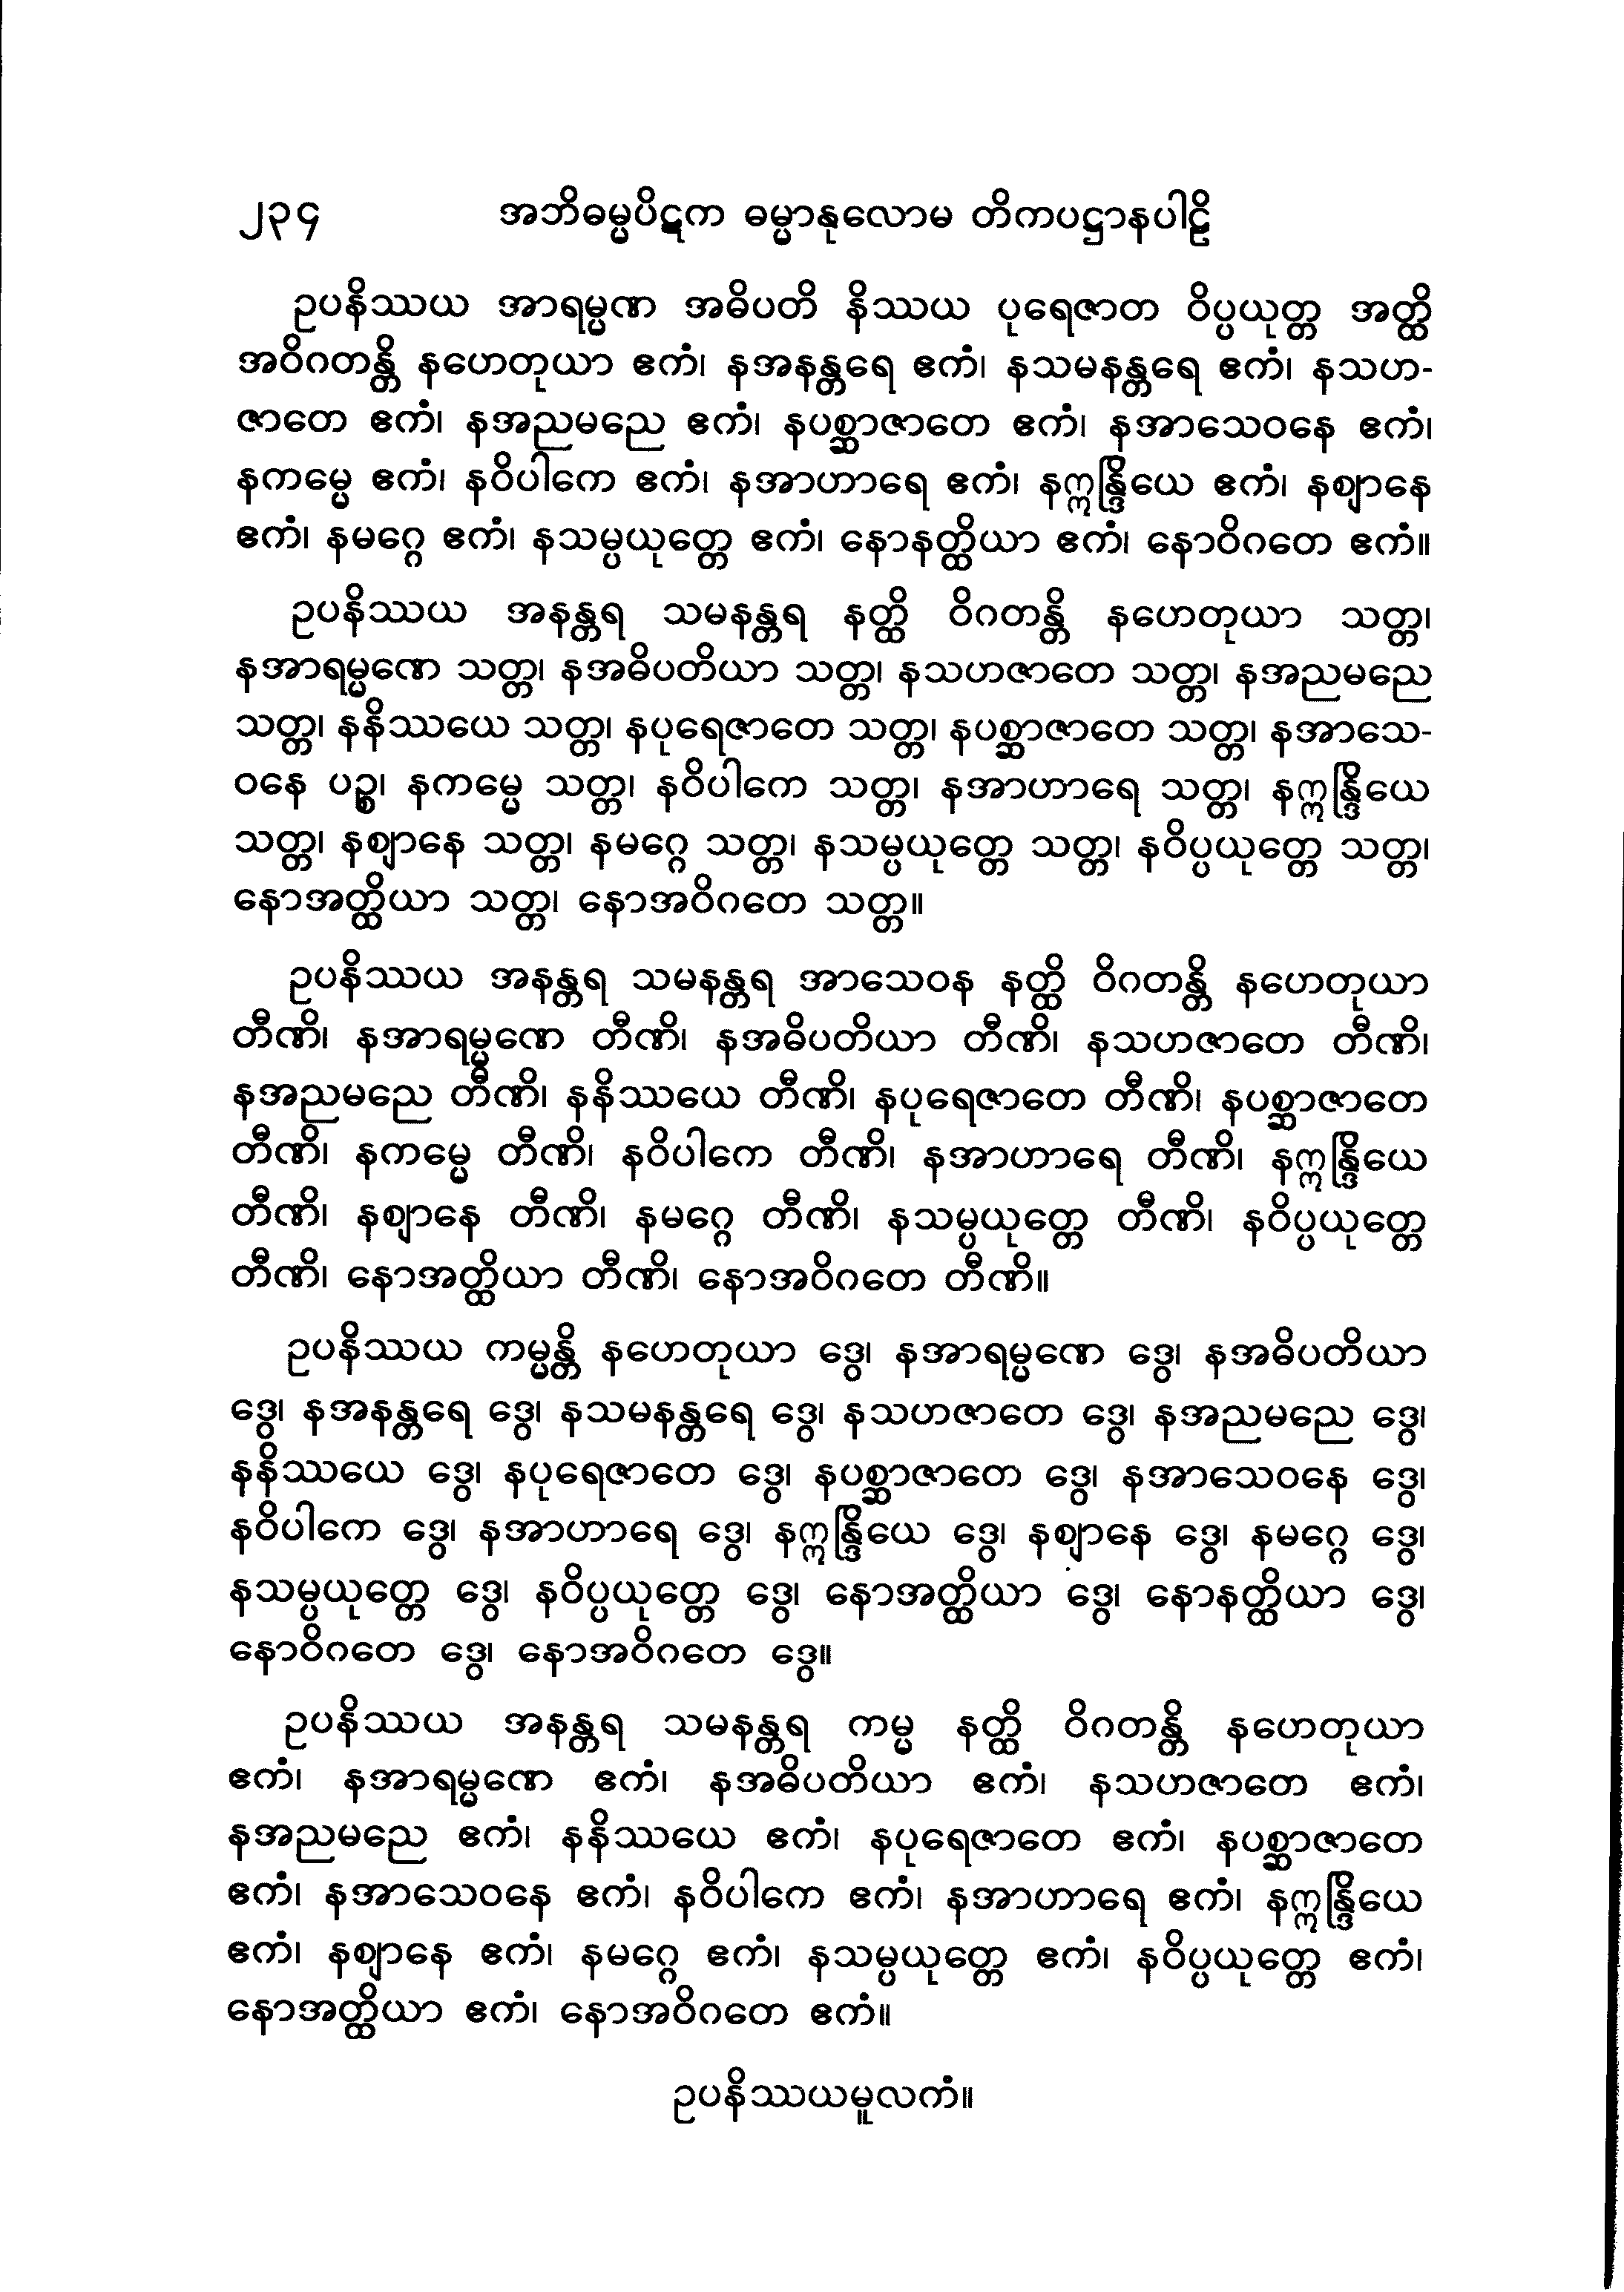 ၂၃၄ အဘိဓမ္မပိဋက ဓမ္မာနုလောမ တိကပဋ္ဌာနပါဠိ
ဥပနိဿယ အာရမ္မဏ အဓိပတိ နိဿယ ပုရေဇာတ ဝိပ္ပယုတ္တ အတ္ထိ
အဝိဂတန္တိ နဟေတုယာ ဧကံ၊ နအနန္တရေ ဧကံ၊ နသမနန္တရေ ဧကံ၊ နသဟ-
ဇာတေ ဧကံ၊ နအညမညေ ဧကံ၊ နပစ္ဆာဇာတေ ဧကံ၊ နအာသေဝနေ ဧကံ၊
နကမ္မေ ဧကံ၊ နဝိပါကေ ဧကံ၊ နအာဟာရေ ဧကံ၊ နဣန္ဒြိယေ ဧကံ၊ နဈာနေ
ဧကံ၊ နမဂ္ဂေ ဧကံ၊ နသမ္ပယုတ္တေ ဧကံ၊ နောနတ္ထိယာ ဧကံ၊ နောဝိဂတေ ဧကံ။
ဥပနိဿယ အနန္တရ သမနန္တရ နတ္ထိ ဝိဂတန္တိ နဟေတုယာ သတ္တ၊
နအာရမ္မဏေ သတ္တ၊ နအဓိပတိယာ သတ္တ၊ နသဟဇာတေ သတ္တ၊ နအညမညေ
သတ္တ၊ နနိဿယေ သတ္တ၊ နပုရေဇာတေ သတ္တ၊ နပစ္ဆာဇာတေ သတ္တ၊ နအာသေ-
ဝနေ ပဉ္စ၊ နကမ္မေ သတ္တ၊ နဝိပါကေ သတ္တ၊ နအာဟာရေ သတ္တ၊ နဣန္ဒြိယေ
သတ္တ၊ နဈာနေ သတ္တ၊ နမဂ္ဂေ သတ္တ၊ နသမ္ပယုတ္တေ သတ္တ၊ နဝိပ္ပယုတ္တေ သတ္တ၊
နောအတ္ထိယာ သတ္တ၊ နောအဝိဂတေ သတ္တ။
ဥပနိဿယ အနန္တရ သမနန္တရ အာသေဝန နတ္ထိ ဝိဂတန္တိ နဟေတုယာ
တီဏိ၊ နအာရမ္မဏေ တီဏိ၊ နအဓိပတိယာ တီဏိ၊ နသဟဇာတေ တီဏိ၊
နအညမညေ တီဏိ၊ နနိဿယေ တီဏိ၊ နပုရေဇာတေ တီဏိ၊ နပစ္ဆာဇာတေ
တီဏိ၊ နကမ္မေ တီဏိ၊ နဝိပါကေ တီဏိ၊ နအာဟာရေ တီဏိ၊ နဣန္ဒြိယေ
တီဏိ၊ နဈာနေ တီဏိ၊ နမဂ္ဂေ တီဏိ၊ နသမ္ပယုတ္တေ တီဏိ၊ နဝိပ္ပယုတ္တေ
တီဏိ၊ နောအတ္ထိယာ တီဏိ၊ နောအဝိဂတေ တီဏိ။
ဥပနိဿယ ကမ္မန္တိ နဟေတုယာ ဒွေ၊ နအာရမ္မဏေ ဒွေ၊ နအဓိပတိယာ
ဒွေ၊ နအနန္တရေ ဒွေ၊ နသမနန္တရေ ဒွေ၊ နသဟဇာတေ ဒွေ၊ နအညမညေ ဒွေ၊
နနိဿယေ ဒွေ၊ နပုရေဇာတေ ဒွေ၊ နပစ္ဆာဇာတေ ဒွေ၊ နအာသေဝနေ ဒွေ၊
နဝိပါကေ ဒွေ၊ နအာဟာရေ ဒွေ၊ နဣန္ဒြိယေ ဒွေ၊ နဈာနေ ဒွေ၊ နမဂ္ဂေ ဒွေ၊
နသမ္ပယုတ္တေ ဒွေ၊ နဝိပ္ပယုတ္တေ ဒွေ၊ နောအတ္ထိယာ ဒွေ၊ နောနတ္ထိယာ ဒွေ၊
နောဝိဂတေ ဒွေ၊ နောအဝိဂတေ ဒွေ။
ဥပနိဿယ အနန္တရ သမနန္တရ ကမ္မ နတ္ထိ ဝိဂတန္တိ နဟေတုယာ
ဧကံ၊ နအာရမ္မဏေ ဧကံ၊ နအဓိပတိယာ ဧကံ၊ နသဟဇာတေ ဧကံ၊
နအညမညေ ဧကံ၊ နနိဿယေ ဧကံ၊ နပုရေဇာတေ ဧကံ၊ နပစ္ဆာဇာတေ
ဧကံ၊ နအာသေဝနေ ဧကံ၊ နဝိပါကေ ဧကံ၊ နအာဟာရေ ဧကံ၊ နဣန္ဒြိယေ
ဧကံ၊ နဈာနေ ဧကံ၊ နမဂ္ဂေ ဧကံ၊ နသမ္ပယုတ္တေ ဧကံ၊ နဝိပ္ပယုတ္တေ ဧကံ၊
နောအတ္ထိယာ ဧကံ၊ နောအဝိဂတေ ဧကံ။
ဥပနိဿယမူလကံ။